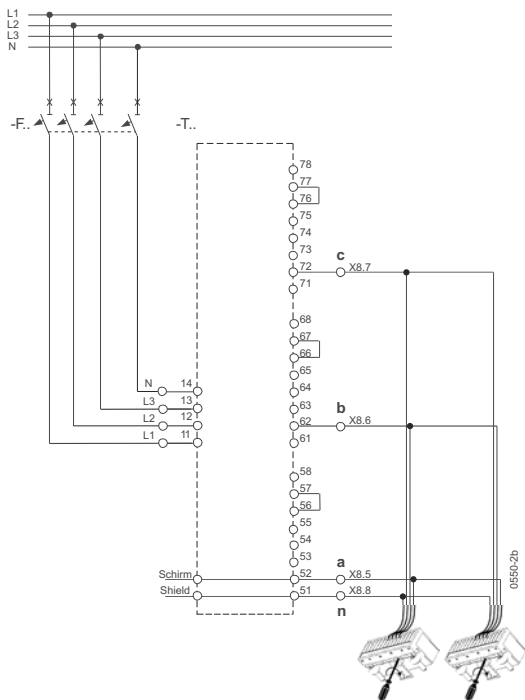 L1
L2
L3
N
-F..
-T..
78
77
76
75
74
73
c
72
X8.7
71
68
67
66
65
N
14
64
L3
13
63
b
L2
12
62
X8.6
L1
11
61
58
57
56
55
54
53
a
Schirm
52
X8.5
Shield
51
X8.8
n
0550-2b